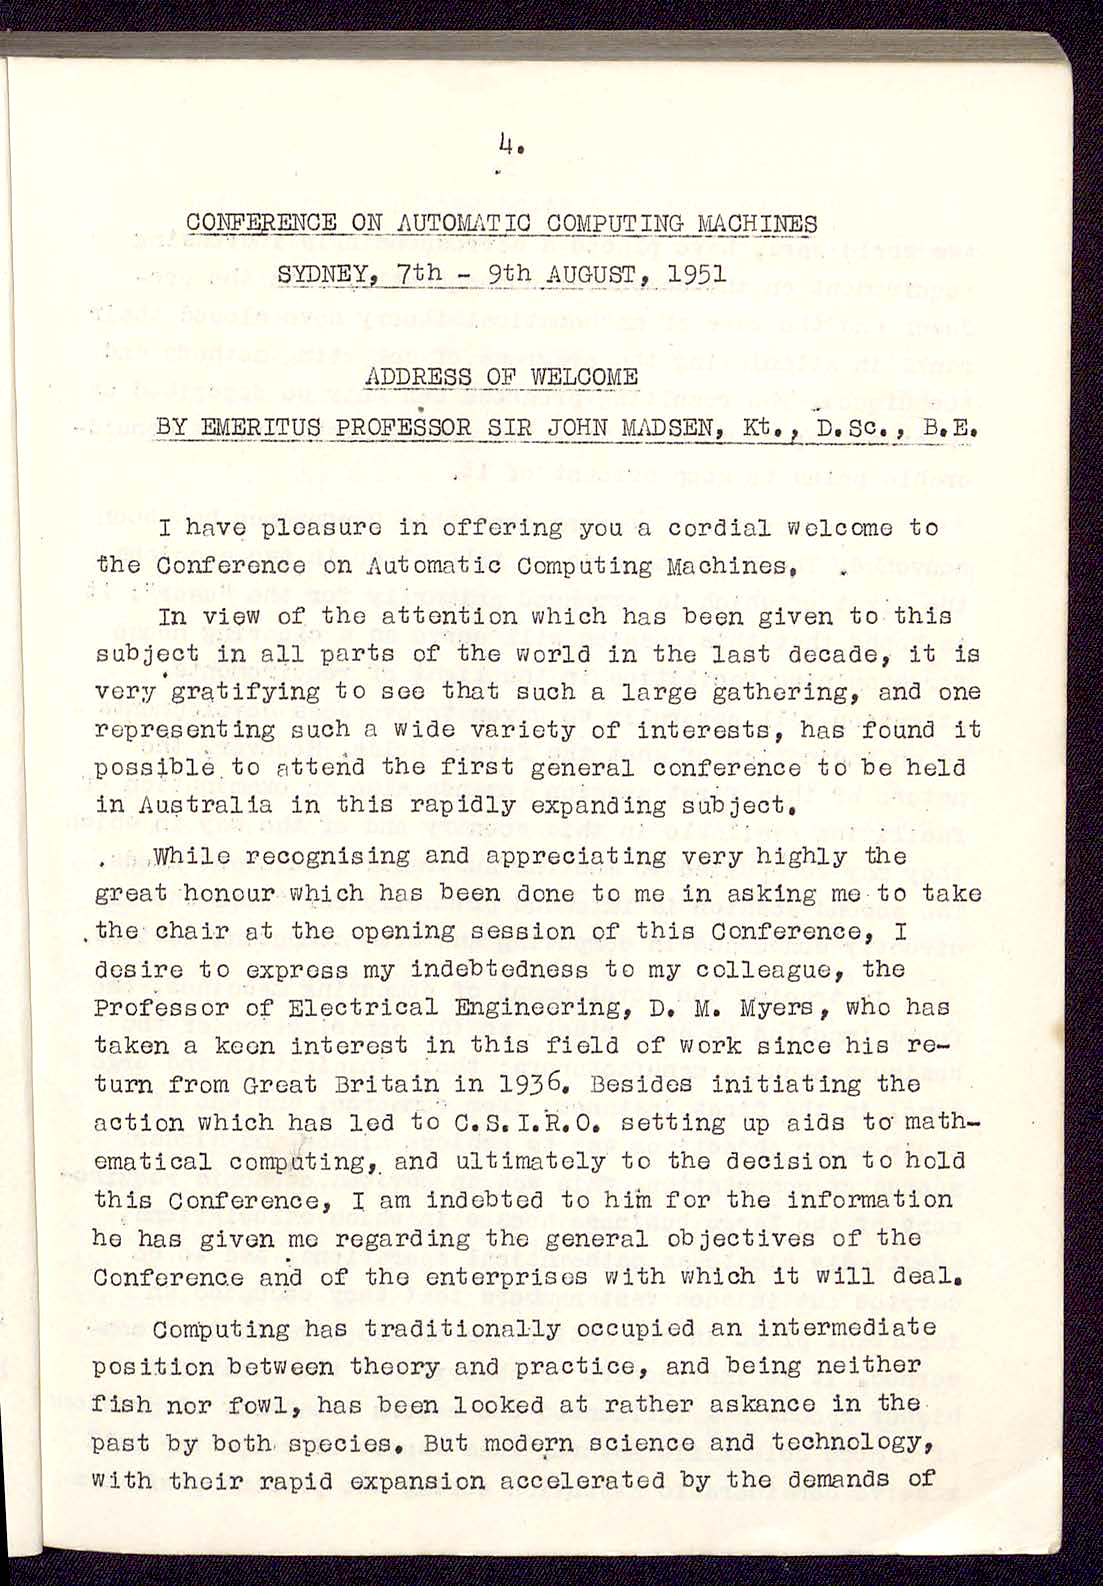 4.
CONFERENCE ON AUTOMATIC COMPUTING MACHINES
SYDNEY, 7th - 9th AUGUST, 1951
ADDRESS OF WELCOME
BY EMERITUS PROFESSOR SIR JOHN MADSEN, Kt., D.Sc., B.E.
I have pleasure in offering you a cordial welcome to
the Conference on Automatic Computing Machines.
In view of the attention which has been given to this
subject in all parts of the world in the last decade, it is
very gratifying to see that such a large gathering, and one
representing such a wide variety of interests, has found it
possible to attend the first general conference to be held
in Australia in this rapidly expanding subject.
While recognising and appreciating very highly the
great honour which has been done to me in asking me to take
the chair at the opening session of this Conference, I
desire to express my indebtedness to my colleague, the
Professor of Electrical Engineering, D. M. Myers, who has
taken a keen interest in this field of work since his re-
turn from Great Britain in 1936. Besides initiating the
action which has led to C.S.I.R.O. setting up aids to math-
ematical computing, and ultimately to the decision to hold
this Conference, I am indebted to him for the information
he has given me regarding the general objectives of the
Conference and of the enterprises with which it will deal.
Computing has traditionally occupied an intermediate
position between theory and practice, and being neither
fish nor fowl, has been looked at rather askance in the
past by both species. But modern science and technology,
with their rapid expansion accelerated by the demands of